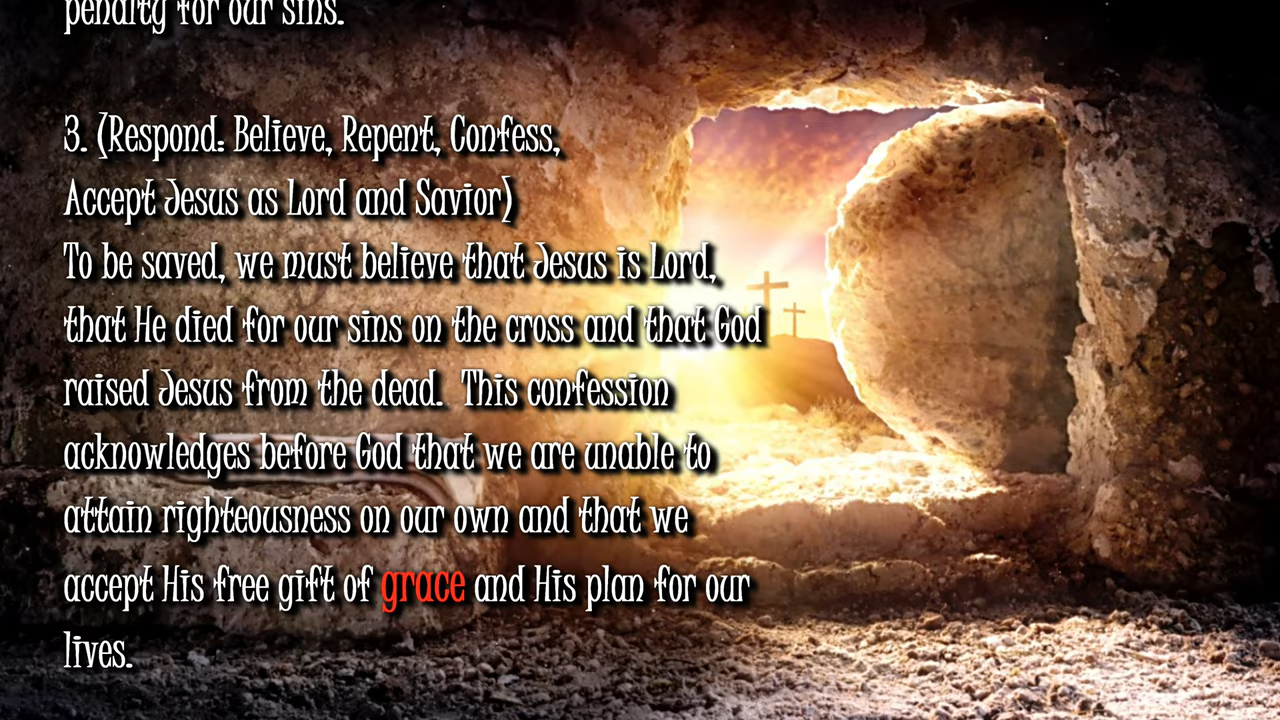 penalty for our sins.
3. (Respond: Believe, Repent, Confess,
Accept Jesus as Lord and Savior)
To be saved, we must believe that Jesus is Lord,
that He died for our sins on the cross and that God
raised Jesus from the dead.  This confession
acknowledges before God that we are unable to
attain righteousness on our own and that we
accept His free gift of grace and His plan for our
lives.